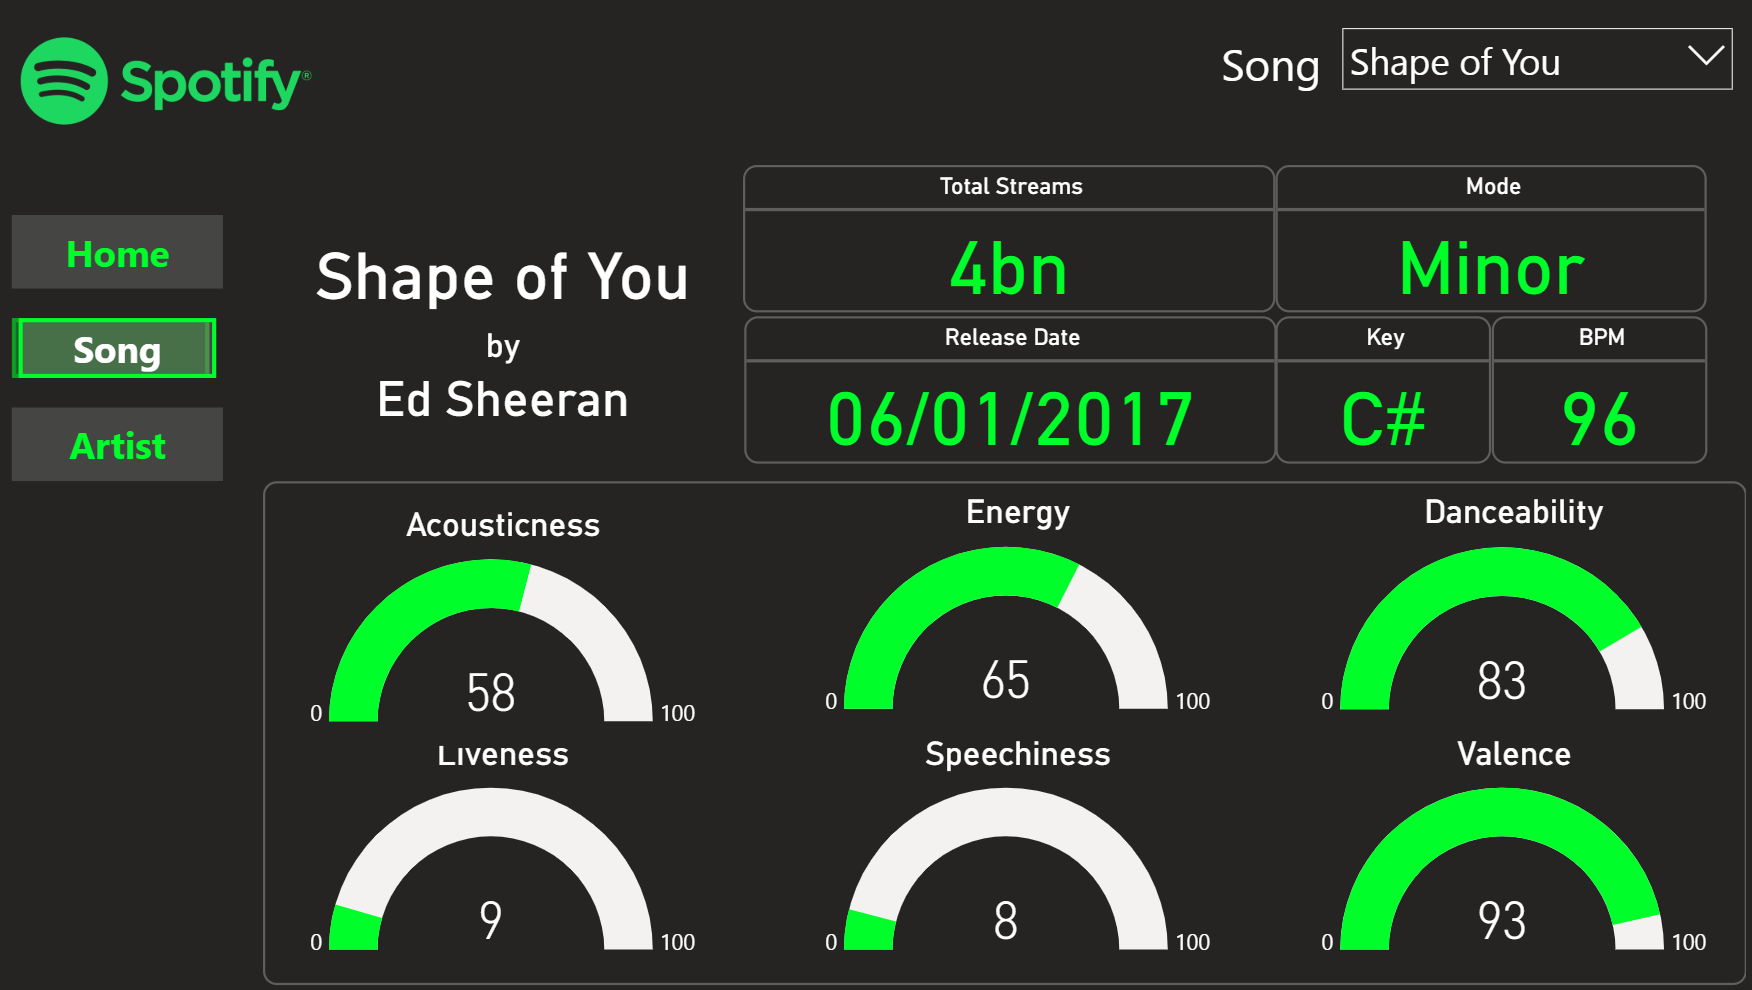 Spotify®
Song
Shape of You
Home
Song
Artist
Shape of You
by
Ed Sheeran
Total Streams
4bn
Mode
Minor
Release Date
06/01/2017
Key
C#
BPM
96
Acousticness
0 58 100
Energy
0 65 100
Danceability
0 83 100
Liveness
0 9 100
Speechiness
0 8 100
Valence
0 93 100